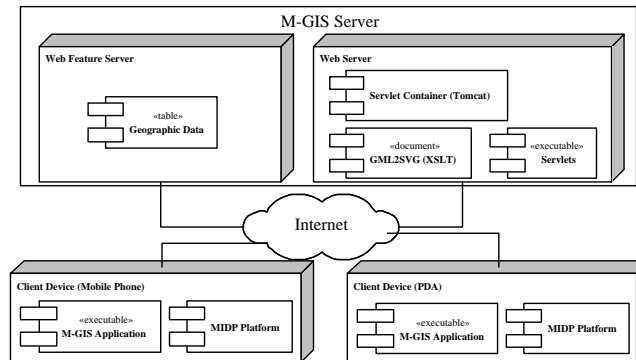 M-GIS Server
Web Feature Server
«table»
Geographic Data
Web Server
Servlet Container (Tomcat)
«document»
GML2SVG (XSLT)
«executable»
Servlets
Internet
Client Device (Mobile Phone)
«executable»
M-GIS Application
MIDP Platform
Client Device (PDA)
«executable»
M-GIS Application
MIDP Platform